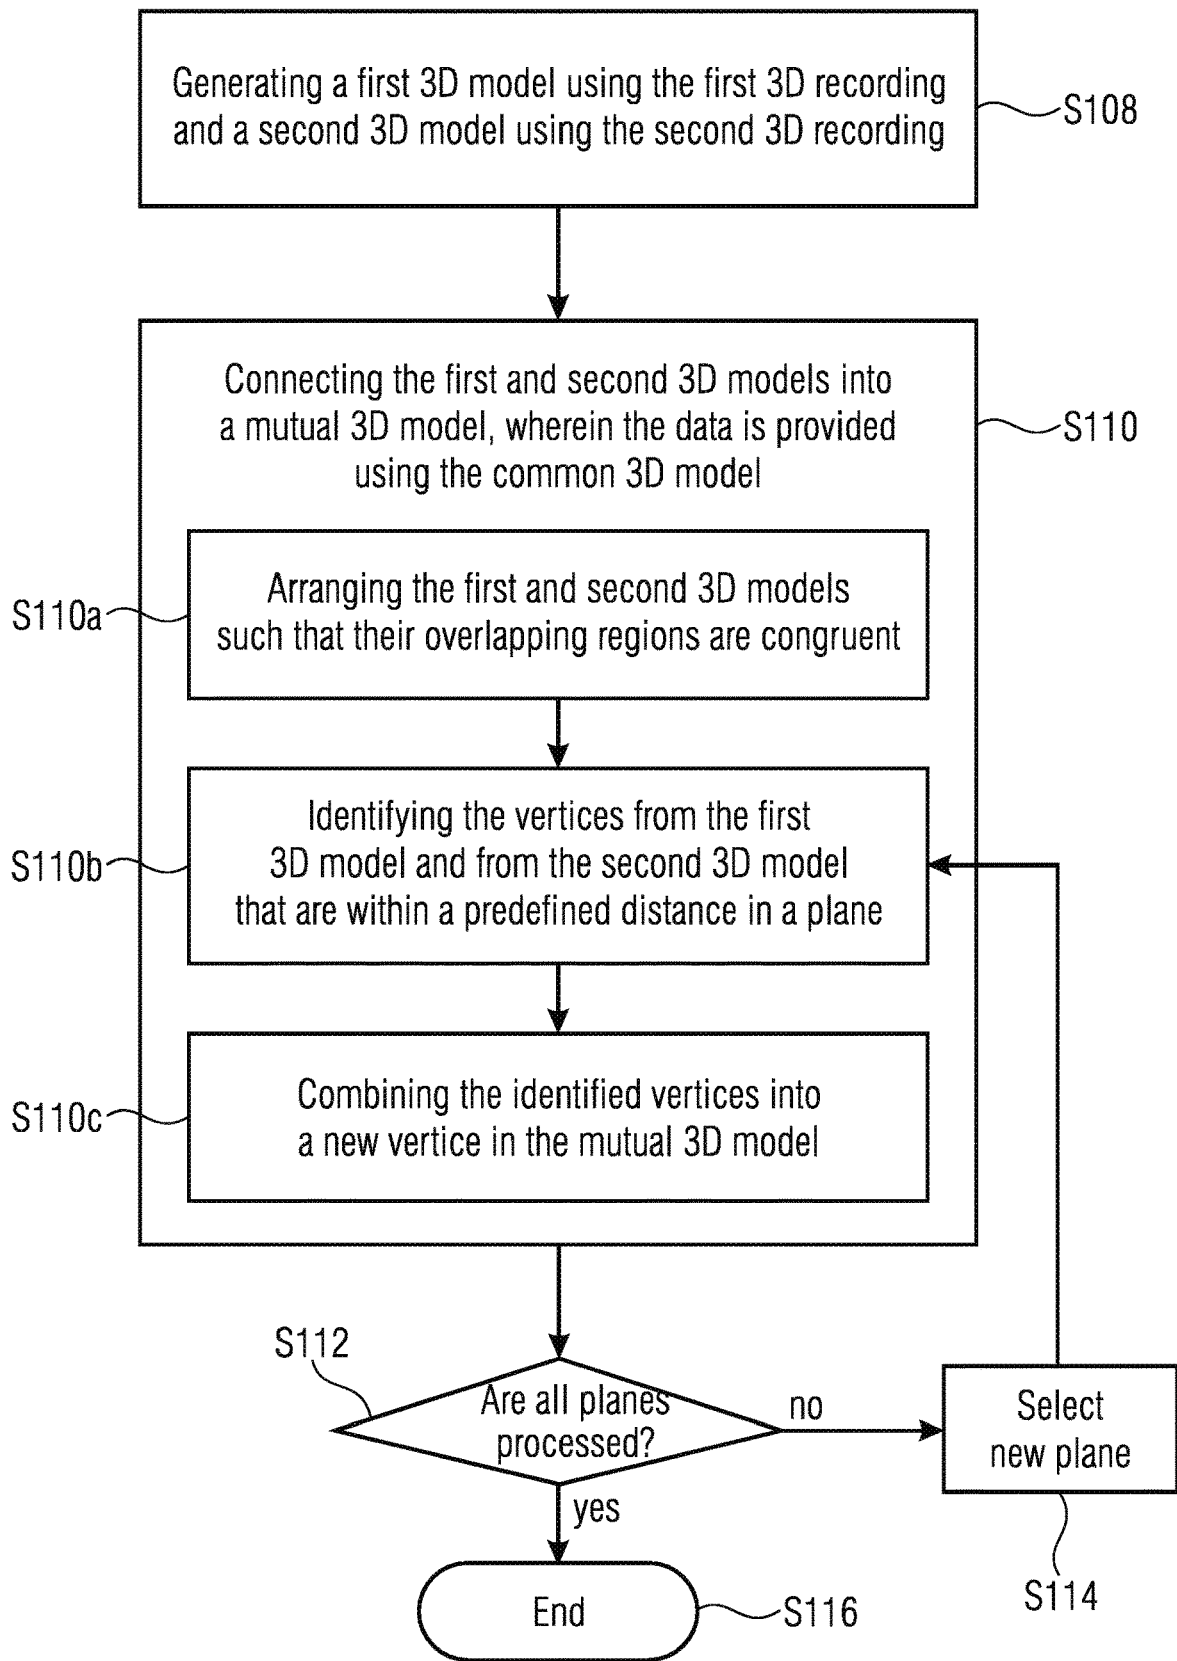 Generating a first 3D model using the first 3D recording
and a second 3D model using the second 3D recording
S108
Connecting the first and second 3D models into
a mutual 3D model, wherein the data is provided
using the common 3D model
S110
Arranging the first and second 3D models
such that their overlapping regions are congruent
S110a
Identifying the vertices from the first
3D model and from the second 3D model
that are within a predefined distance in a plane
S110b
Combining the identified vertices into
a new vertice in the mutual 3D model
S110c
S112
Are all planes
processed?
no
Select
new plane
S114
yes
End
S116